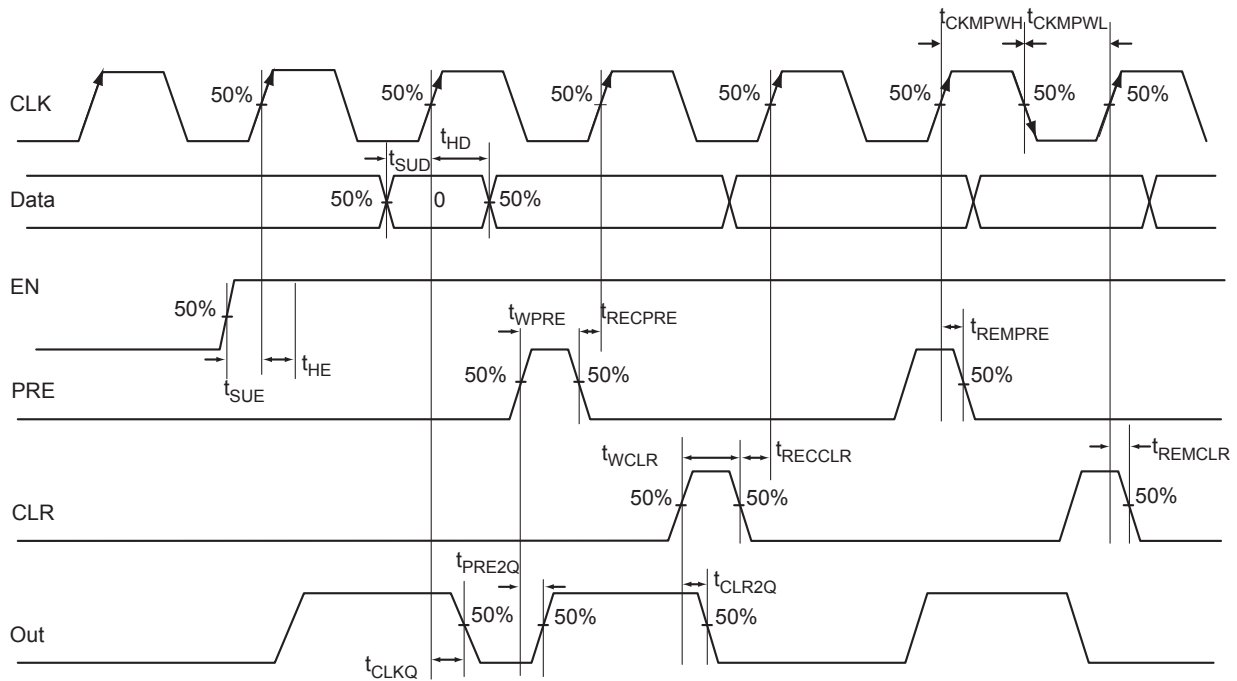 tCKMPWH tCKMPWL
CLK
50% 50% 50% 50% 50% 50% 50%
tSUD tHD
Data
50% 0 50%
EN
50%
tSUE tHE
tWPRE tRECPRE
tREMPRE
PRE
50% 50% 50%
tWCLR tRECCLR
tREMCLR
CLR
50% 50% 50%
tPRE2Q
tCLR2Q
Out
50% 50% 50%
tCLKQ